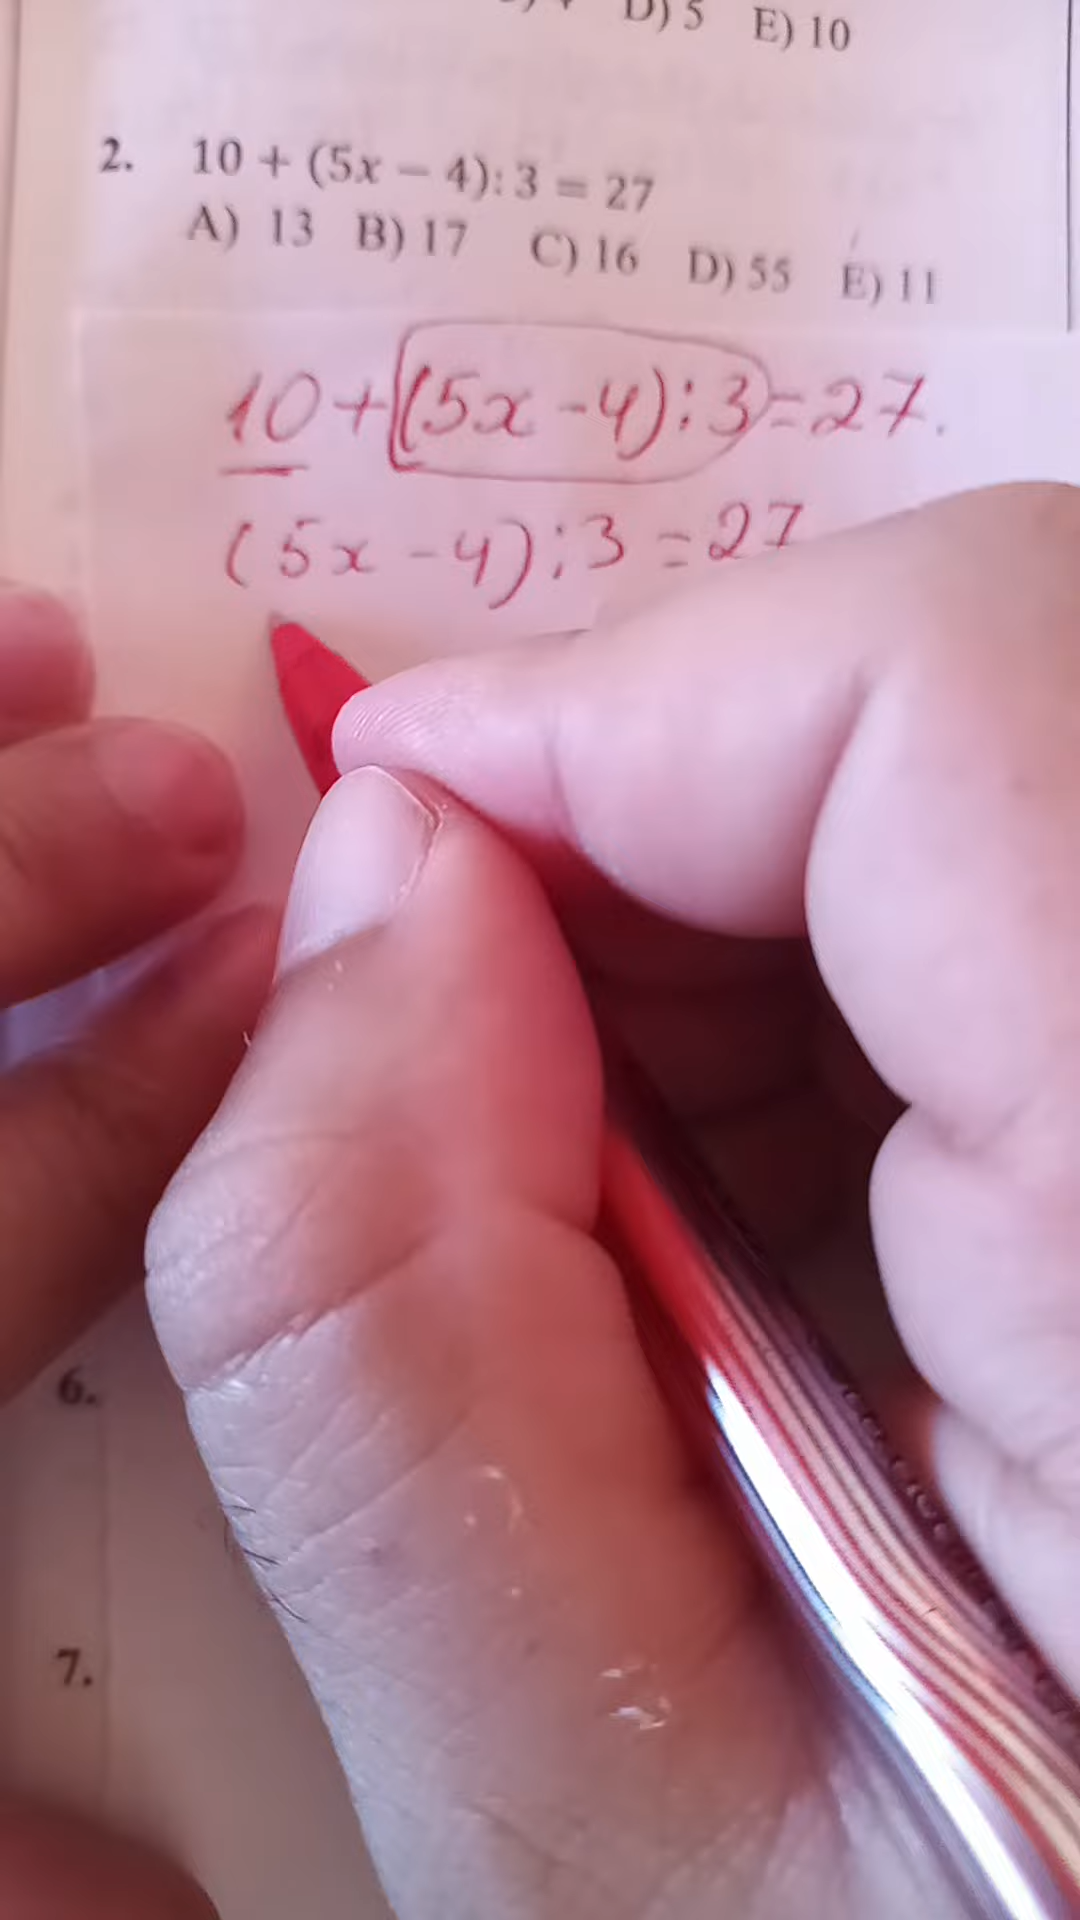 D) 5 E) 10
2. 10 + (5x − 4): 3 = 27
A) 13 B) 17 C) 16 D) 55 E) 11
10+(5x-4):3=27.
(5x-4):3=27
6.
7.